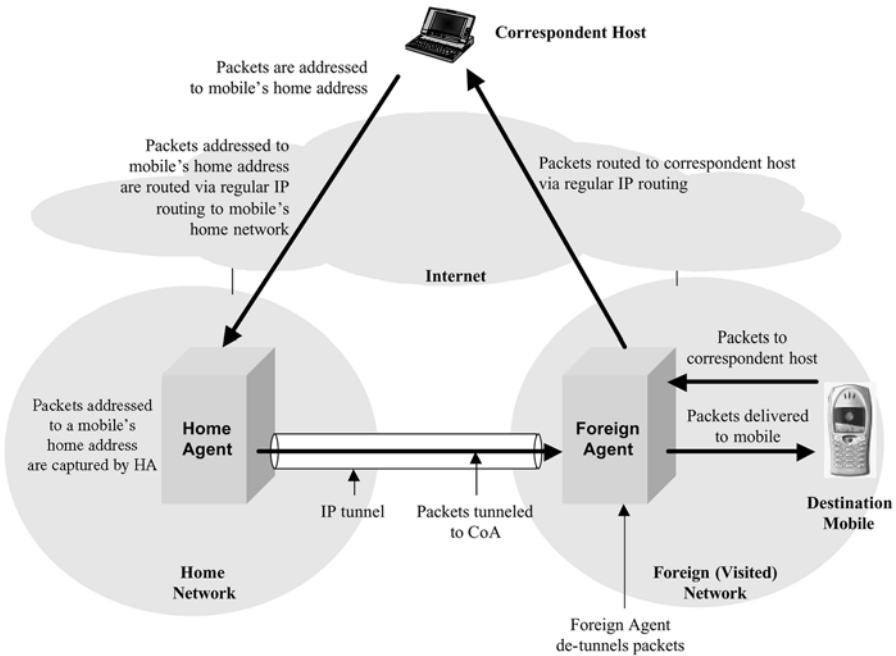 Correspondent Host
Packets are addressed
to mobile's home address
Packets addressed to
mobile's home address
are routed via regular IP
routing to mobile's
home network
Packets routed to correspondent host
via regular IP routing
Internet
Packets to
correspondent host
Packets addressed
to a mobile's
home address
are captured by HA
Home
Agent
Foreign
Agent
Packets delivered
to mobile
IP tunnel
Packets tunneled
to CoA
Destination
Mobile
Home
Network
Foreign (Visited)
Network
Foreign Agent
de-tunnels packets